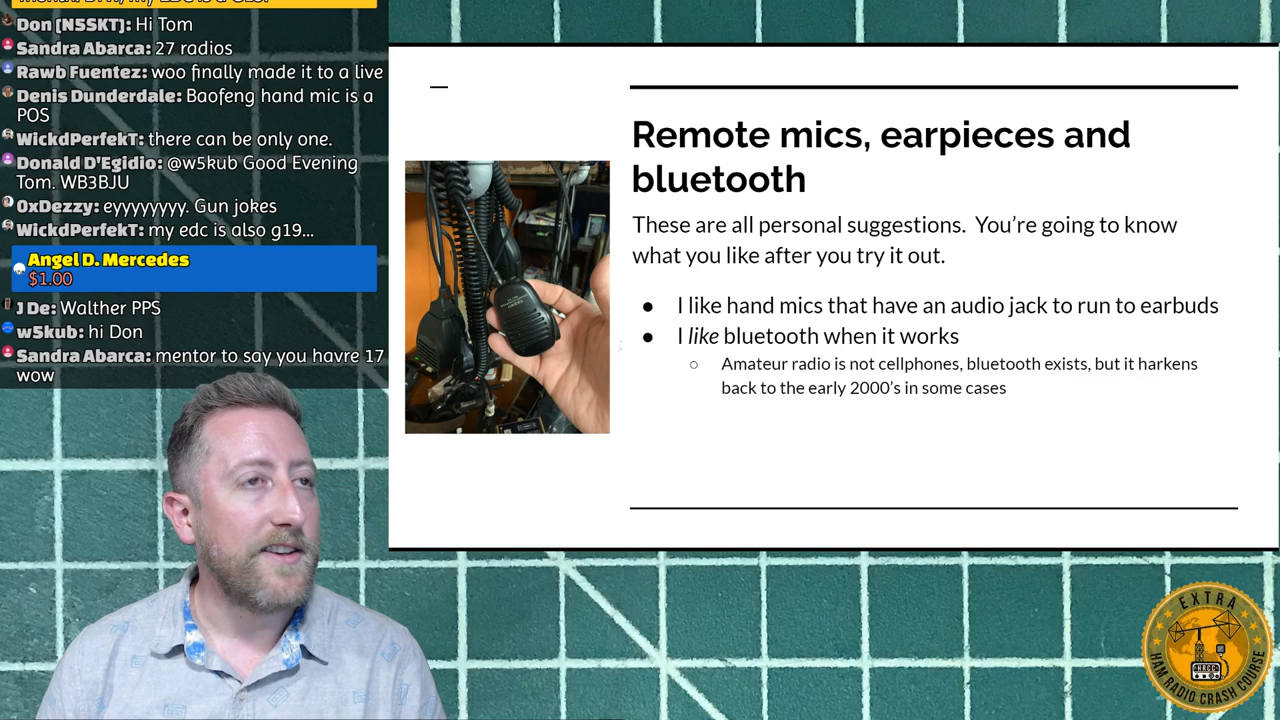 Don (N5SKT): Hi Tom
Sandra Abarca: 27 radios
Rawb Fuentez: woo finally made it to a live
Denis Dunderdale: Baofeng hand mic is a
POS
WickdPerfekT: there can be only one.
Donald D'Egidio: @w5kub Good Evening
Tom. WB3BJU
0xDezzy: eyyyyyyyy. Gun jokes
WickdPerfekT: my edc is also g19...
Angel D. Mercedes
$1.00
J De: Walther PPS
w5kub: hi Don
Sandra Abarca: mentor to say you havre 17
wow
Remote mics, earpieces and
bluetooth
These are all personal suggestions. You're going to know
what you like after you try it out.
● I like hand mics that have an audio jack to run to earbuds
● I like bluetooth when it works
○ Amateur radio is not cellphones, bluetooth exists, but it harkens
back to the early 2000's in some cases
EXTRA
HRCC
HAM RADIO CRASH COURSE